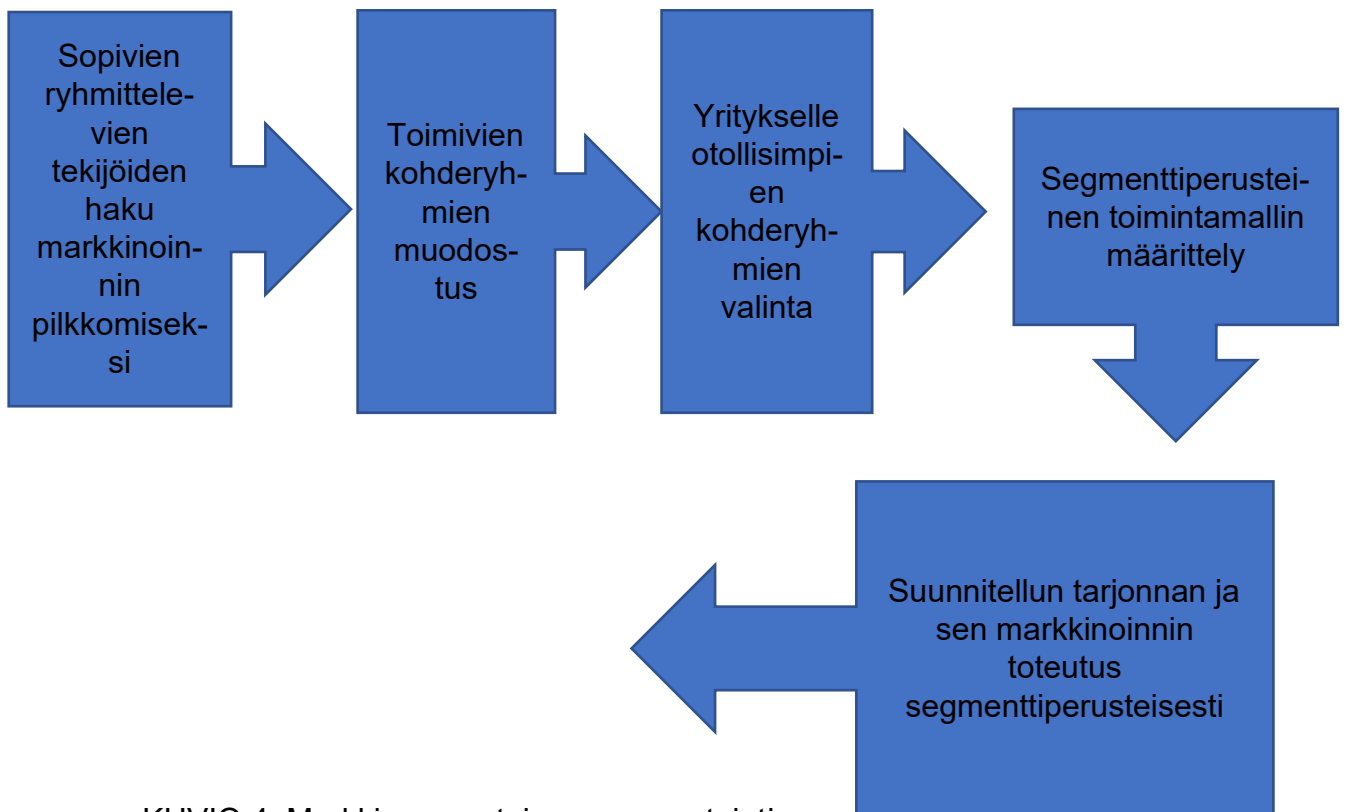 Sopivien
ryhmittele-
vien
tekijöiden
haku
markkinoin-
nin
pilkkomisek-
si
Toimivien
kohderyh-
mien
muodos-
tus
Yritykselle
otollisimpi-
en
kohderyh-
mien
valinta
Segmenttiperustei-
nen toimintamallin
määrittely
Suunnitellun tarjonnan ja
sen markkinoinnin
toteutus
segmenttiperusteisesti